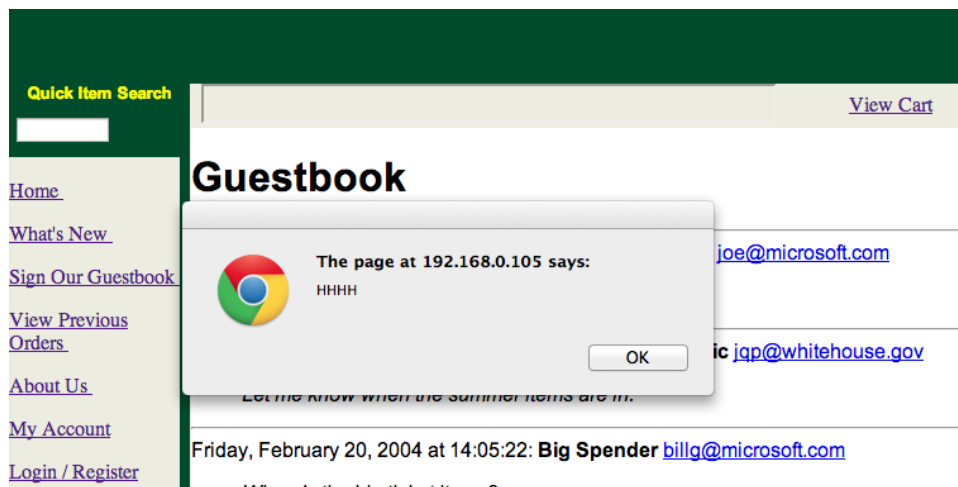 Quick Item Search
View Cart
Guestbook
Home
What's New
Sign Our Guestbook
View Previous
Orders
About Us
My Account
Login / Register
The page at 192.168.0.105 says:
HHHH
OK
joe@microsoft.com
ic jqp@whitehouse.gov
Let me know when the summer items are in.
Friday, February 20, 2004 at 14:05:22: Big Spender billg@microsoft.com